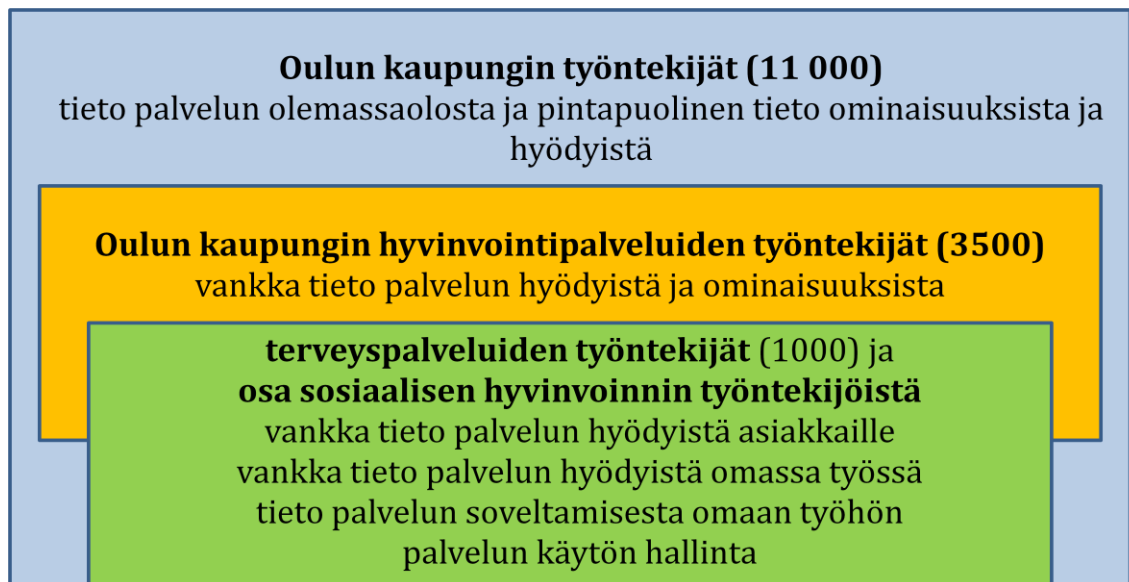 Oulun kaupungin työntekijät (11 000)
tieto palvelun olemassaolosta ja pintapuolinen tieto ominaisuuksista ja
hyödyistä
Oulun kaupungin hyvinvointipalveluiden työntekijät (3500)
vankka tieto palvelun hyödyistä ja ominaisuuksista
terveyspalveluiden työntekijät (1000) ja
osa sosiaalisen hyvinvoinnin työntekijöistä
vankka tieto palvelun hyödyistä asiakkaille
vankka tieto palvelun hyödyistä omassa työssä
tieto palvelun soveltamisesta omaan työhön
palvelun käytön hallinta